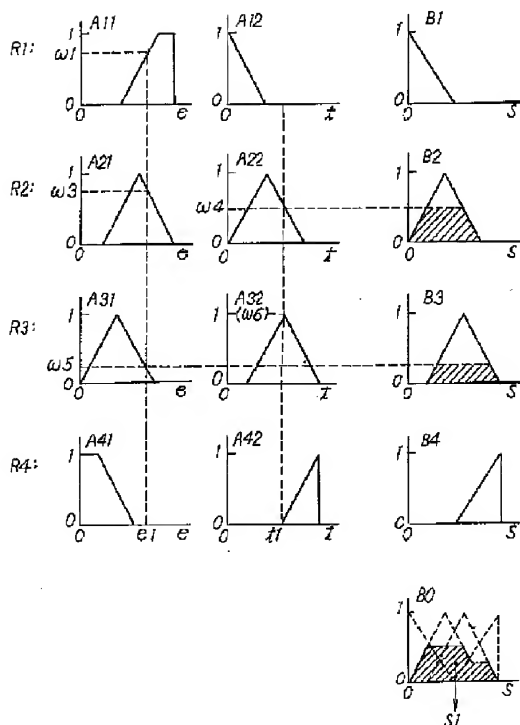 A11 A12 B1
R1: 1 1 1
ω1
0 0 e 0 0 t 0 0 S
A21 A22 B2
R2: 1 1 1
ω3 ω4
0 0 e 0 0 t 0 0 S
A31 A32 B3
R3: 1 1 (ω6) 1
ω5
0 0 e 0 0 t 0 0 S
A41 A42 B4
R4: 1 1 1
0 0 e1 e 0 0 t1 t 0 0 S
B0
1
0 0 S
S1